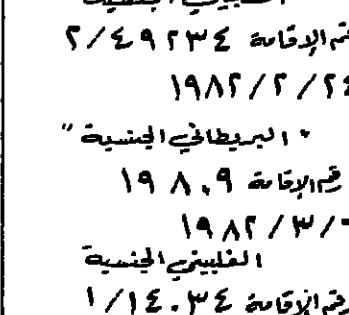 رقم الإقامة ٢/٤٩٢٣٤
١٩٨٢/٢/٢٤
" البريطاني الجنسية "
رقم الإقامة ١٩٨٠٩
١٩٨٢/٣/
الفلبيني الجنسية
رقم الإقامة ١/١٤٠٣٤